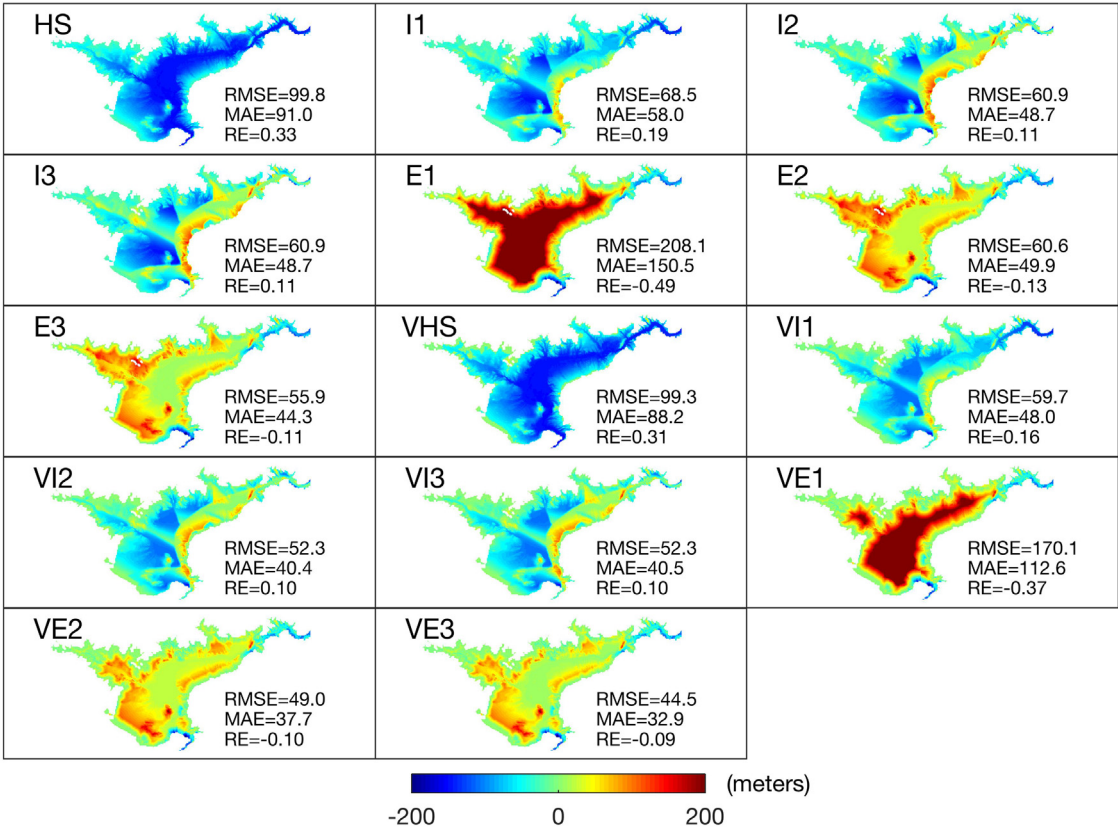 HS
RMSE=99.8
MAE=91.0
RE=0.33
I1
RMSE=68.5
MAE=58.0
RE=0.19
I2
RMSE=60.9
MAE=48.7
RE=0.11
I3
RMSE=60.9
MAE=48.7
RE=0.11
E1
RMSE=208.1
MAE=150.5
RE=-0.49
E2
RMSE=60.6
MAE=49.9
RE=-0.13
E3
RMSE=55.9
MAE=44.3
RE=-0.11
VHS
RMSE=99.3
MAE=88.2
RE=0.31
VI1
RMSE=59.7
MAE=48.0
RE=0.16
VI2
RMSE=52.3
MAE=40.4
RE=0.10
VI3
RMSE=52.3
MAE=40.5
RE=0.10
VE1
RMSE=170.1
MAE=112.6
RE=-0.37
VE2
RMSE=49.0
MAE=37.7
RE=-0.10
VE3
RMSE=44.5
MAE=32.9
RE=-0.09
(meters)
-200 0 200